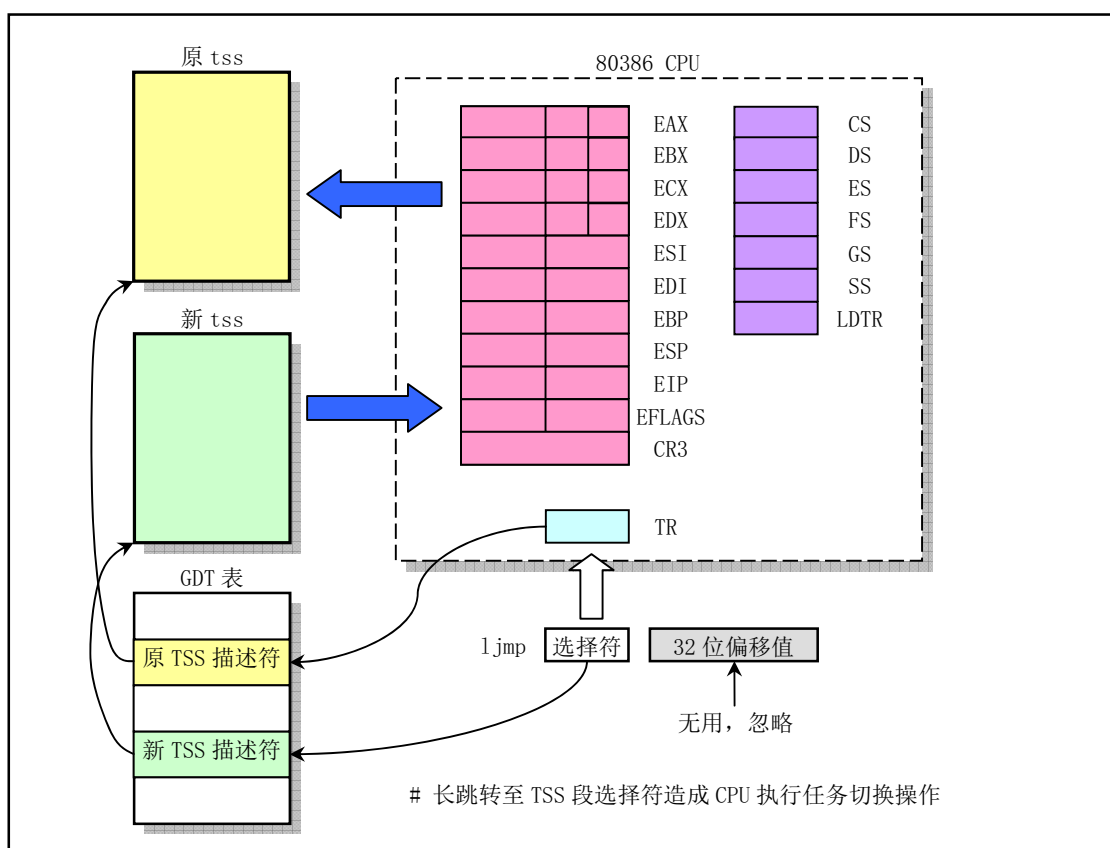 原 tss
80386 CPU
EAX
EBX
ECX
EDX
ESI
EDI
EBP
ESP
EIP
EFLAGS
CR3
CS
DS
ES
FS
GS
SS
LDTR
新 tss
TR
GDT 表
原 TSS 描述符
新 TSS 描述符
ljmp 选择符 32 位偏移值
无用，忽略
# 长跳转至 TSS 段选择符造成 CPU 执行任务切换操作